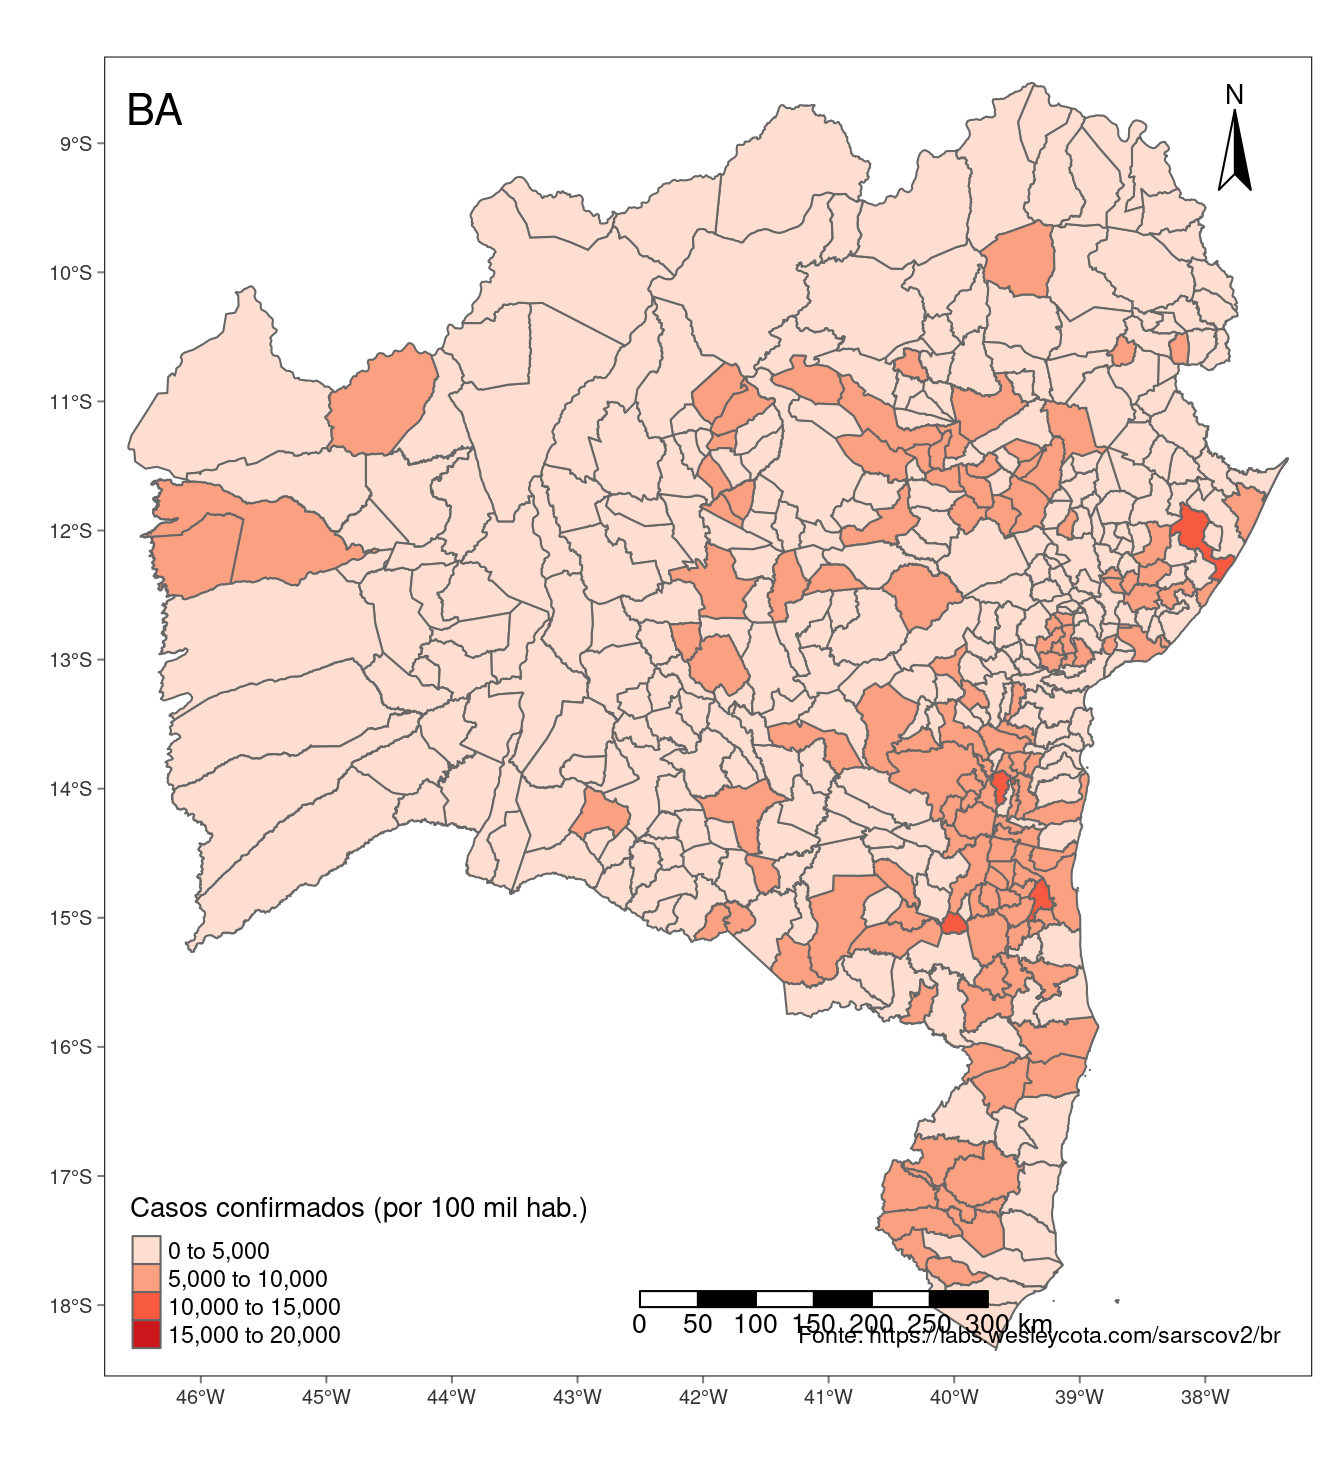 BA
N
9°S
10°S
11°S
12°S
13°S
14°S
15°S
16°S
17°S
18°S
Casos confirmados (por 100 mil hab.)
0 to 5,000
5,000 to 10,000
10,000 to 15,000
15,000 to 20,000
0 50 100 150 200 250 300 km
Fonte: https://labs.wesleycota.com/sarscov2/br
46°W 45°W 44°W 43°W 42°W 41°W 40°W 39°W 38°W